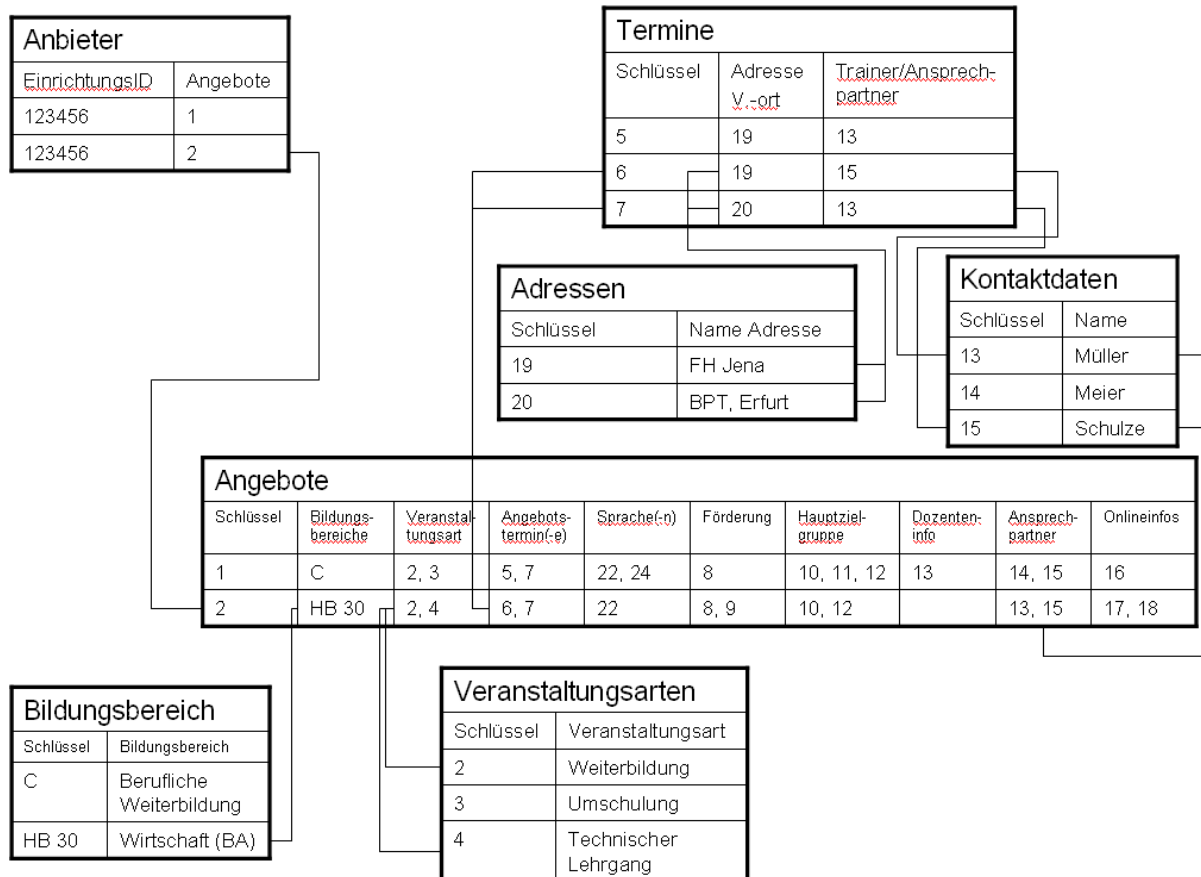 Anbieter
EinrichtungsID Angebote
123456 1
123456 2
Termine
Schlüssel Adresse V.-ort Trainer/Ansprech-
partner
5 19 13
6 19 15
7 20 13
Adressen
Schlüssel Name Adresse
19 FH Jena
20 BPT, Erfurt
Kontaktdaten
Schlüssel Name
13 Müller
14 Meier
15 Schulze
Angebote
Schlüssel Bildungs- Veranstal- Angebots- Sprache(-n) Förderung Hauptziel- Dozenten- Ansprech- Onlineinfos
bereiche tungsart termin(-e) gruppe info partner
1 C 2, 3 5, 7 22, 24 8 10, 11, 12 13 14, 15 16
2 HB 30 2, 4 6, 7 22 8, 9 10, 12 13, 15 17, 18
Bildungsbereich
Schlüssel Bildungsbereich
C Berufliche
Weiterbildung
HB 30 Wirtschaft (BA)
Veranstaltungsarten
Schlüssel Veranstaltungsart
2 Weiterbildung
3 Umschulung
4 Technischer
Lehrgang